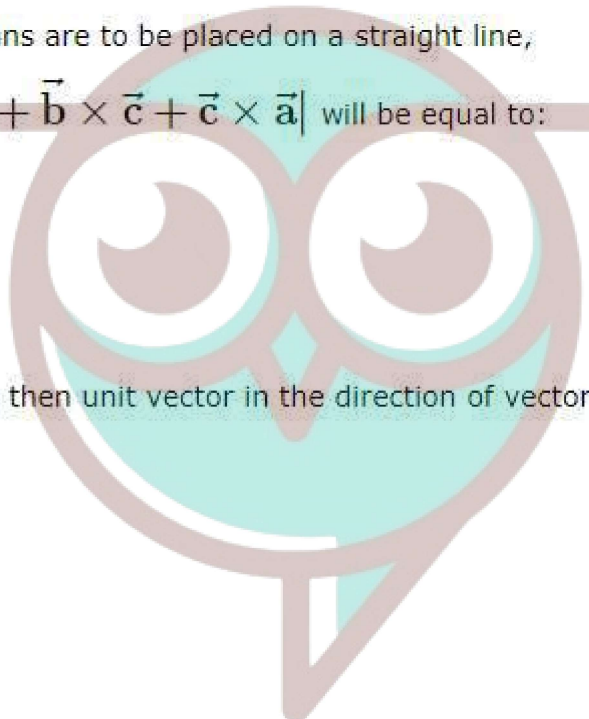 ns are to be placed on a straight line,
+ b⃗ × c⃗ + c⃗ × a⃗| will be equal to:
then unit vector in the direction of vector